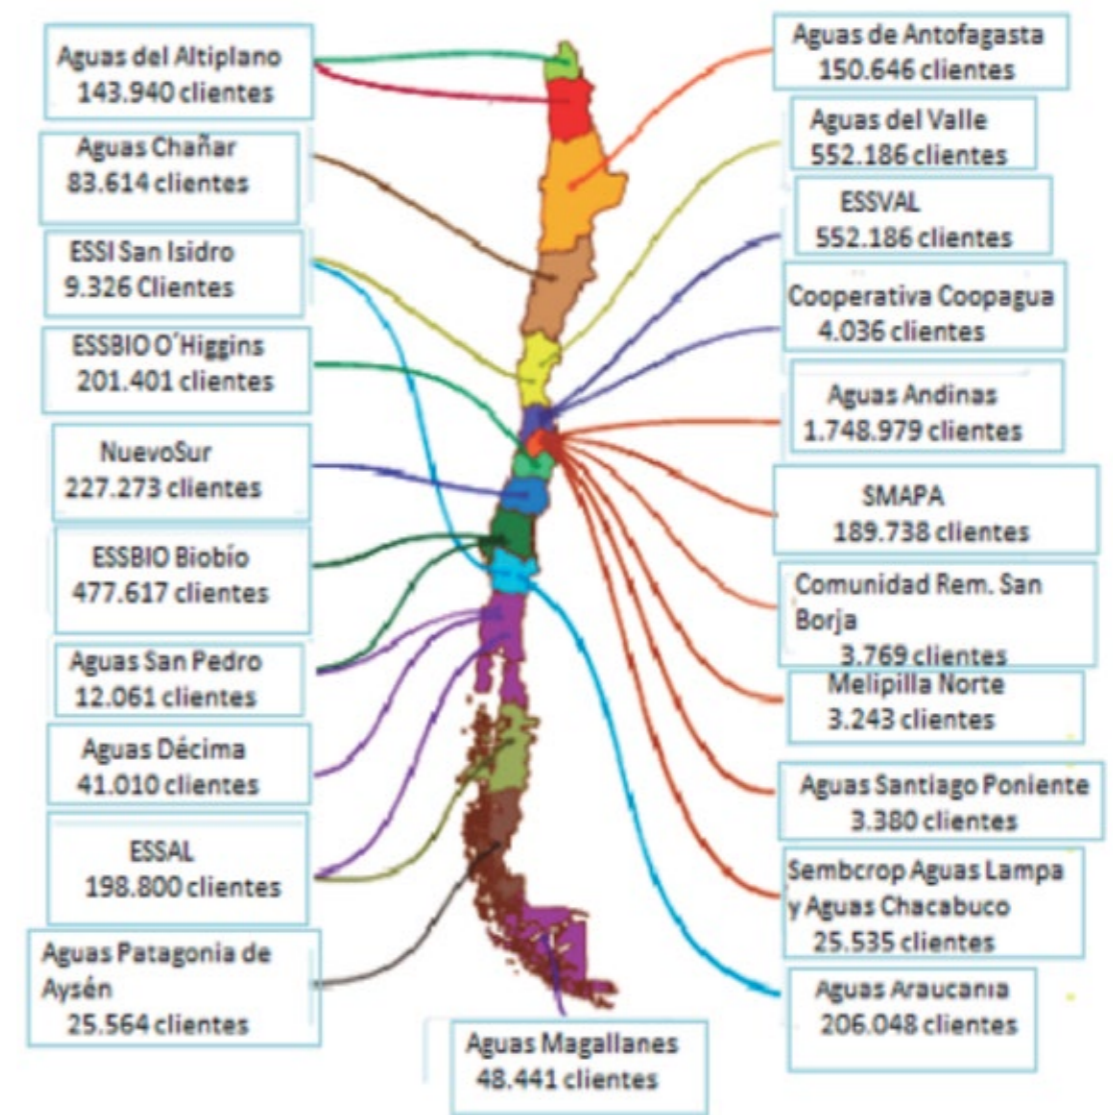 Aguas del Altiplano
143.940 clientes
Aguas Chañar
83.614 clientes
ESSI San Isidro
9.326 Clientes
ESSBIO O´Higgins
201.401 clientes
NuevoSur
227.273 clientes
ESSBIO Biobío
477.617 clientes
Aguas San Pedro
12.061 clientes
Aguas Décima
41.010 clientes
ESSAL
198.800 clientes
Aguas Patagonia de
Aysén
25.564 clientes
Aguas de Antofagasta
150.646 clientes
Aguas del Valle
552.186 clientes
ESSVAL
552.186 clientes
Cooperativa Coopagua
4.036 clientes
Aguas Andinas
1.748.979 clientes
SMAPA
189.738 clientes
Comunidad Rem. San
Borja
3.769 clientes
Melipilla Norte
3.243 clientes
Aguas Santiago Poniente
3.380 clientes
Sembcrop Aguas Lampa
y Aguas Chacabuco
25.535 clientes
Aguas Araucanía
206.048 clientes
Aguas Magallanes
48.441 clientes